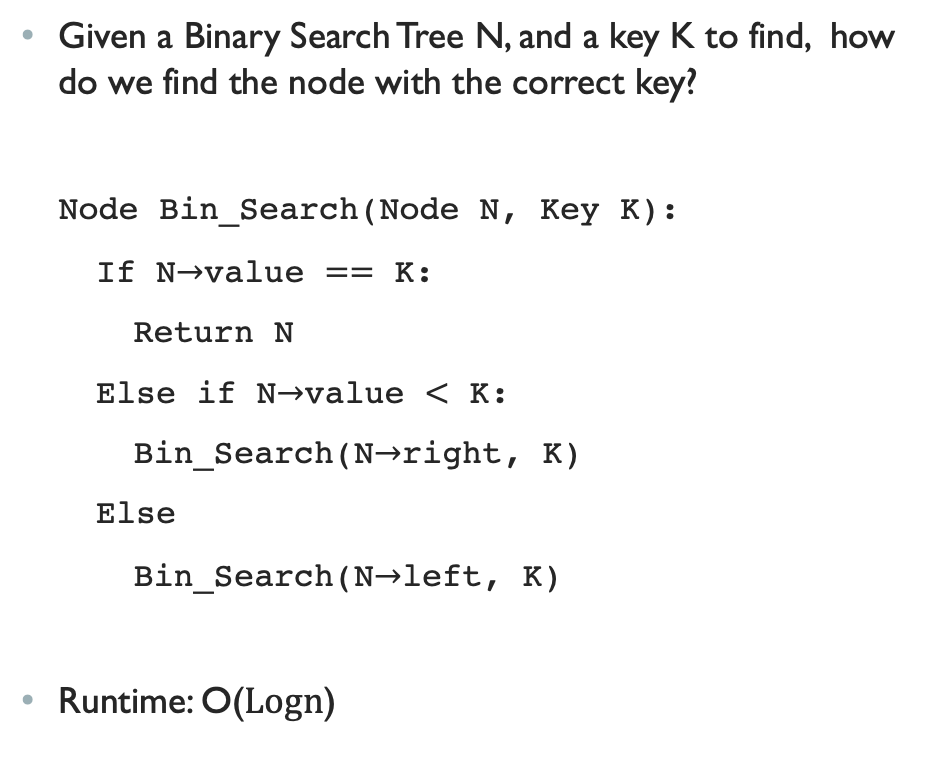 • Given a Binary Search Tree N, and a key K to find, how
do we find the node with the correct key?
Node Bin_Search(Node N, Key K):
If N→value == K:
Return N
Else if N→value < K:
Bin_Search(N→right, K)
Else
Bin_Search(N→left, K)
• Runtime: O(Logn)